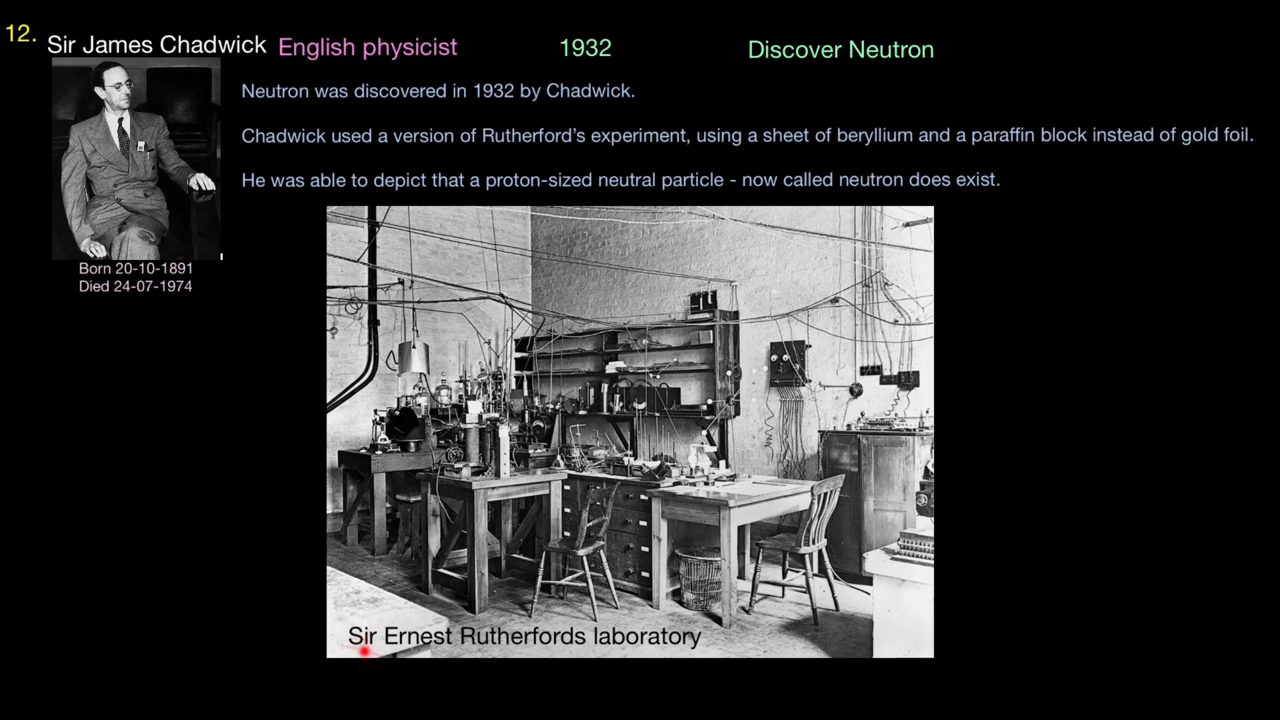 12.
Sir James Chadwick English physicist 1932 Discover Neutron
Neutron was discovered in 1932 by Chadwick.
Chadwick used a version of Rutherford’s experiment, using a sheet of beryllium and a paraffin block instead of gold foil.
He was able to depict that a proton-sized neutral particle - now called neutron does exist.
Born 20-10-1891
Died 24-07-1974
Sir Ernest Rutherfords laboratory